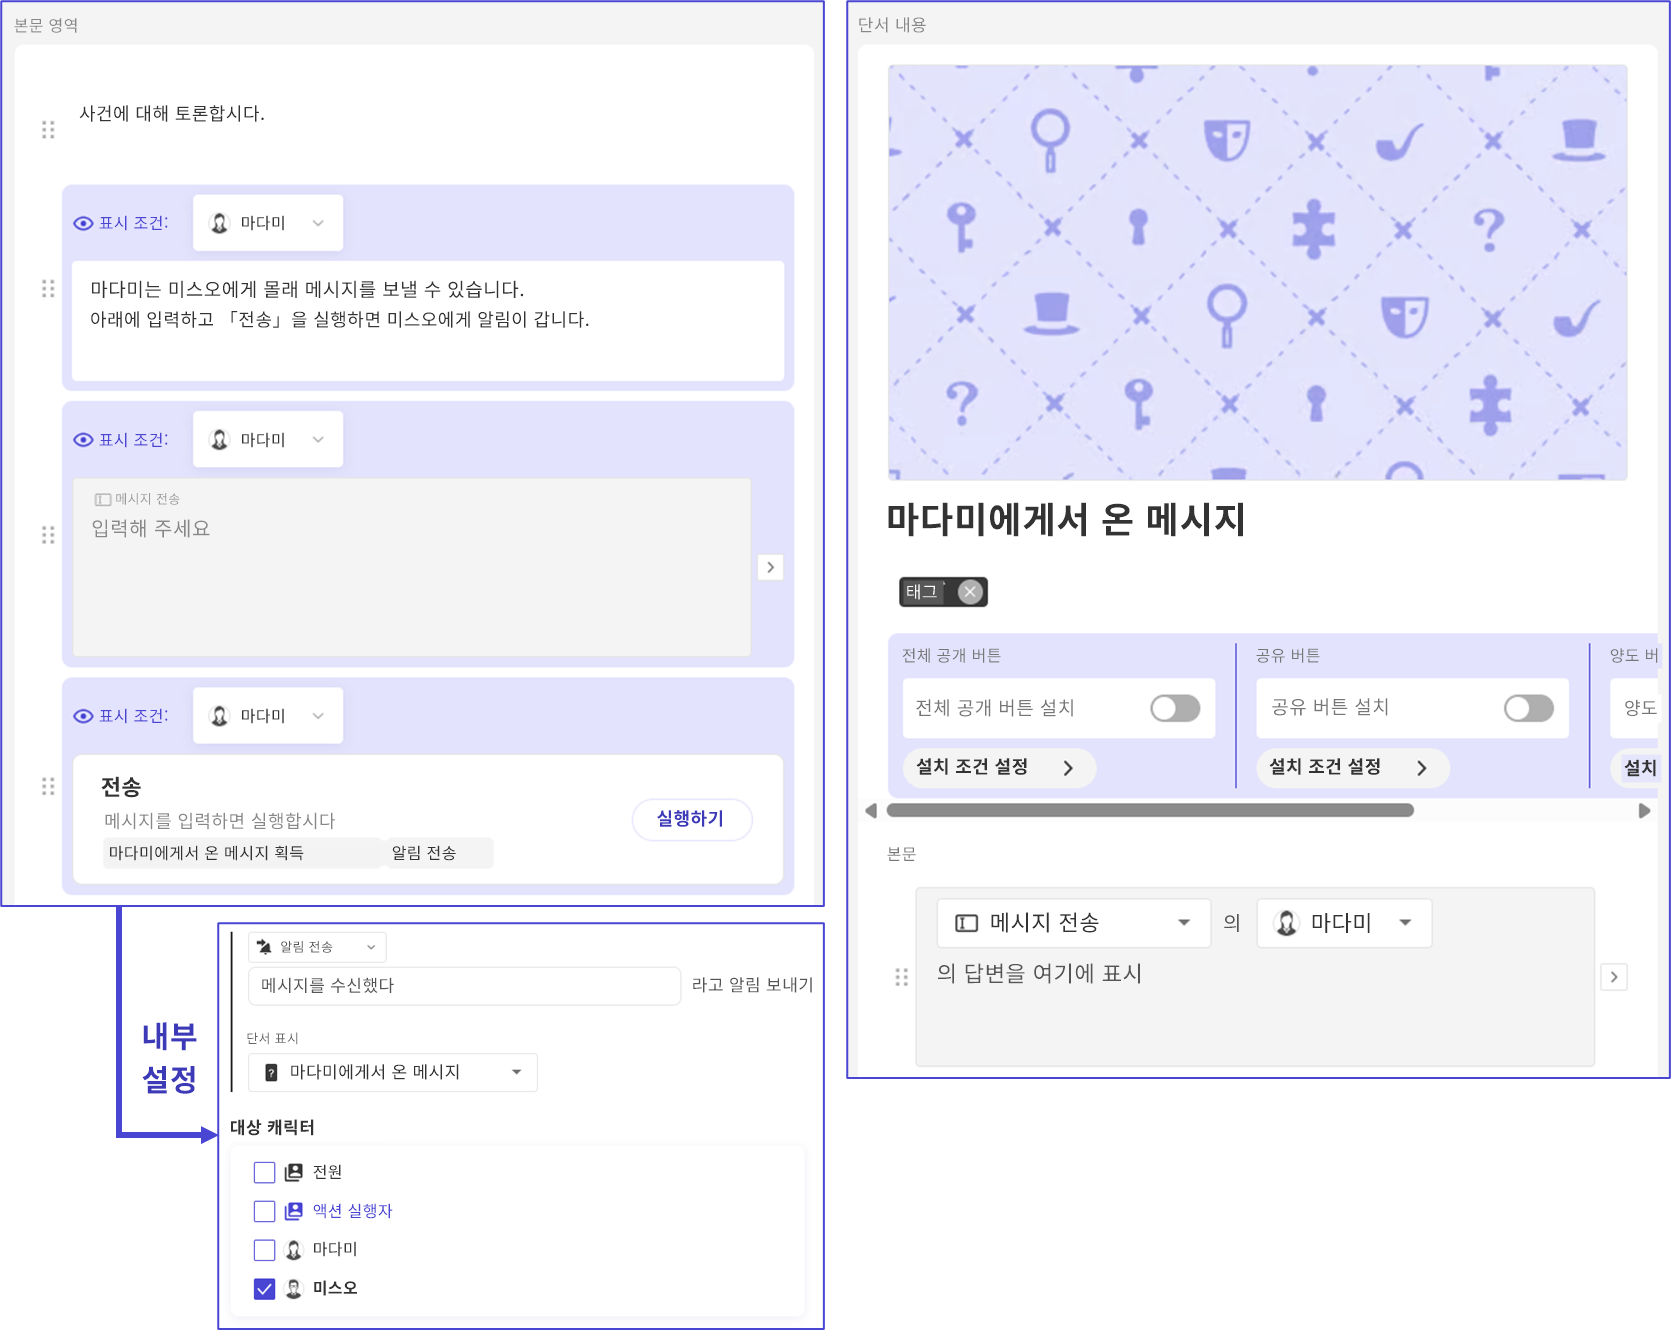 본문 영역
사건에 대해 토론합시다.
표시 조건:
마다미
마다미는 미스오에게 몰래 메시지를 보낼 수 있습니다.
아래에 입력하고 「전송」을 실행하면 미스오에게 알림이 갑니다.
표시 조건:
마다미
메시지 전송
입력해 주세요
표시 조건:
마다미
전송
메시지를 입력하면 실행합시다
마다미에게서 온 메시지 획득
알림 전송
실행하기
내부
설정
알림 전송
메시지를 수신했다
라고 알림 보내기
단서 표시
마다미에게서 온 메시지
대상 캐릭터
전원
액션 실행자
마다미
미스오
단서 내용
마다미에게서 온 메시지
태그
전체 공개 버튼
전체 공개 버튼 설치
설치 조건 설정
공유 버튼
공유 버튼 설치
설치 조건 설정
양도 버
양도
설치
본문
메시지 전송
의
마다미
의 답변을 여기에 표시